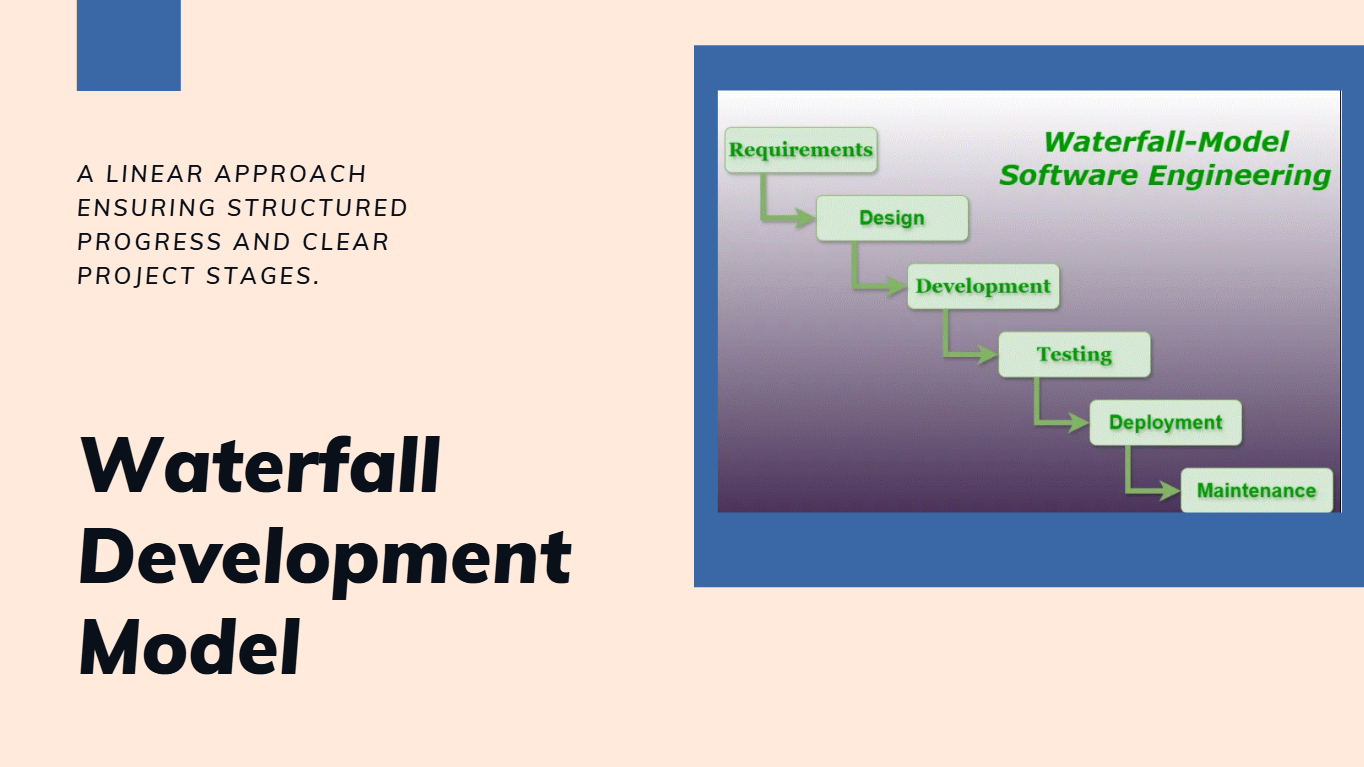 A LINEAR APPROACH
ENSURING STRUCTURED
PROGRESS AND CLEAR
PROJECT STAGES.
Waterfall
Development
Model
Waterfall-Model
Software Engineering
Requirements
Design
Development
Testing
Deployment
Maintenance